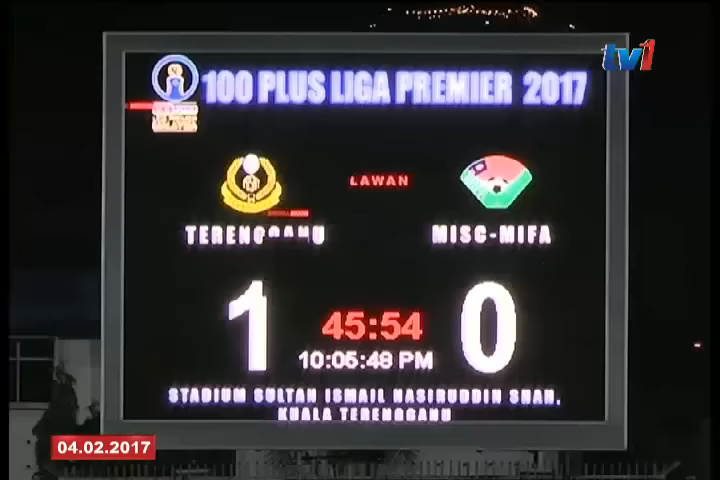 tv1
100 PLUS LIGA PREMIER 2017
LAWAN
TERENGGANU
MISC-MIFA
1
45:54
0
10:05:48 PM
STADIUM SULTAN ISMAIL NASIRUDDIN SHAH,
KUALA TERENGGANU
04.02.2017